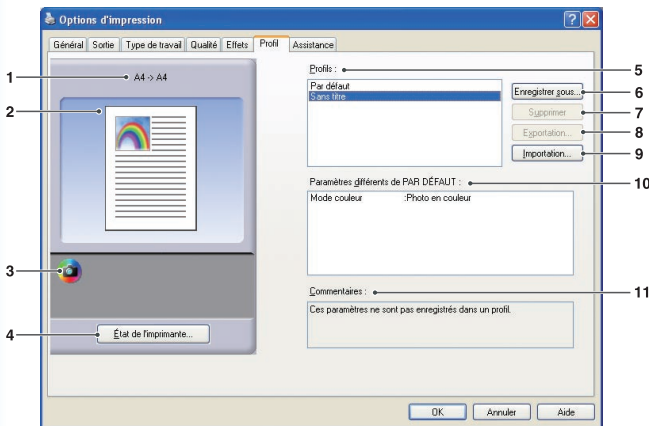 Options d'impression
Général Sortie Type de travail Qualité Effets Profil Assistance
1
A4 -> A4
2
3
4
État de l'imprimante...
Profils :
5
Par défaut
Sans titre
Enregistrer sous...
6
Supprimer
7
Exportation...
8
Importation...
9
Paramètres différents de PAR DÉFAUT :
10
Mode couleur :Photo en couleur
Commentaires :
11
Ces paramètres ne sont pas enregistrés dans un profil.
OK Annuler Aide